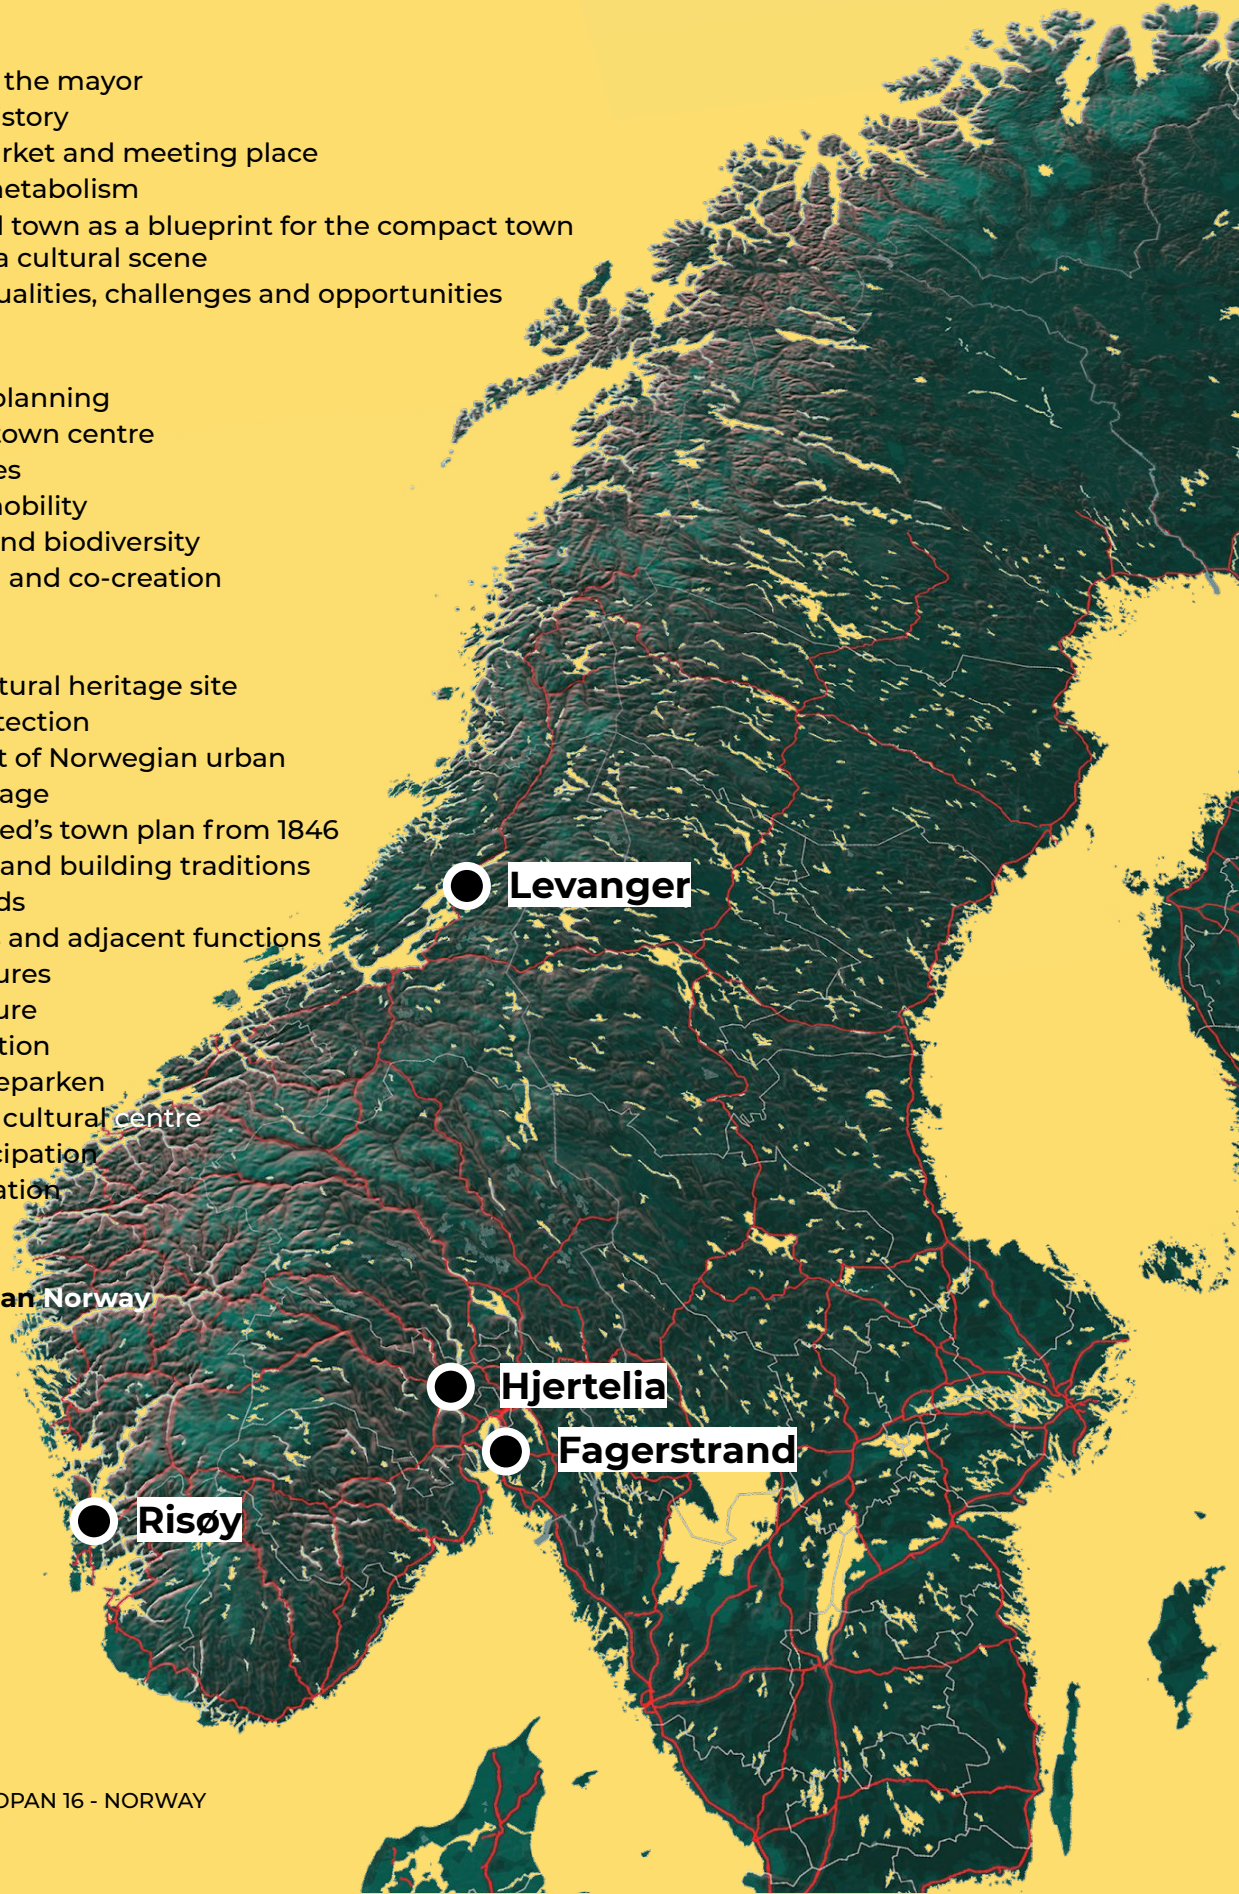 the mayor
story
rket and meeting place
etabolism
town as a blueprint for the compact town
a cultural scene
ualities, challenges and opportunities
planning
town centre
es
obility
nd biodiversity
and co-creation
tural heritage site
tection
t of Norwegian urban
age
ed’s town plan from 1846
and building traditions
ds
and adjacent functions
ures
ure
tion
eparken
cultural centre
cipation
ation
an Norway
Levanger
Hjertelia
Fagerstrand
Risøy
OPAN 16 - NORWAY